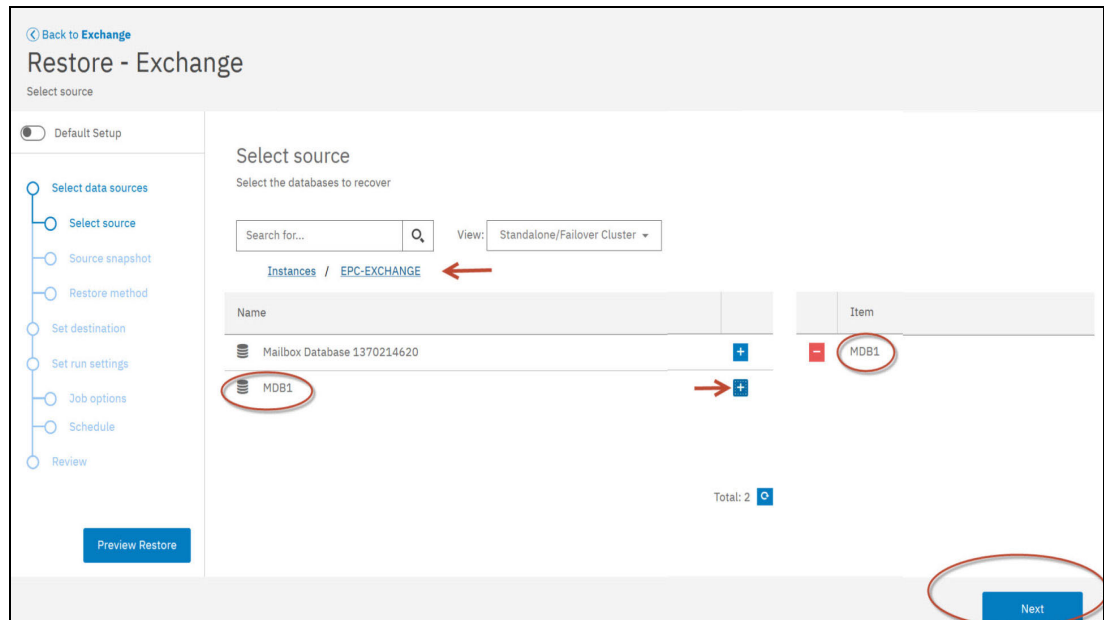 Back to Exchange
Restore - Exchange
Select source
Default Setup
Select data sources
Select source
Source snapshot
Restore method
Set destination
Set run settings
Job options
Schedule
Review
Preview Restore
Select source
Select the databases to recover
Search for...
View: Standalone/Failover Cluster
Instances / EPC-EXCHANGE
Name
Mailbox Database 1370214620
MDB1
Total: 2
Item
MDB1
Next